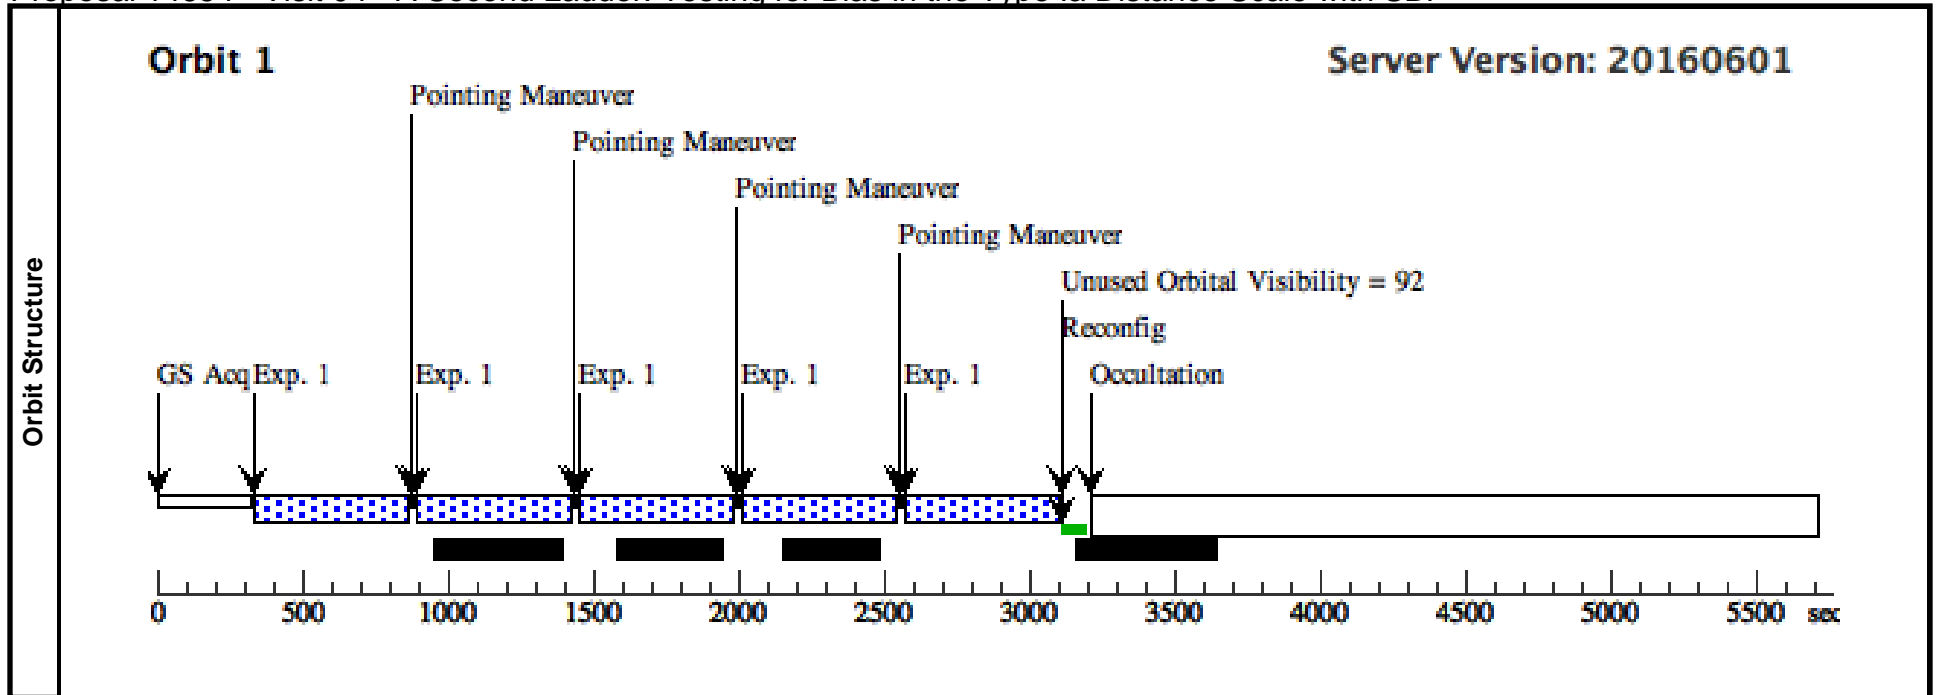 Orbit 1
Server Version: 20160601
Pointing Maneuver
Pointing Maneuver
Pointing Maneuver
Pointing Maneuver
Unused Orbital Visibility = 92
Reconfig
GS Acq Exp. 1 Exp. 1 Exp. 1 Exp. 1 Exp. 1 Occultation
Orbit Structure
0 500 1000 1500 2000 2500 3000 3500 4000 4500 5000 5500 sec